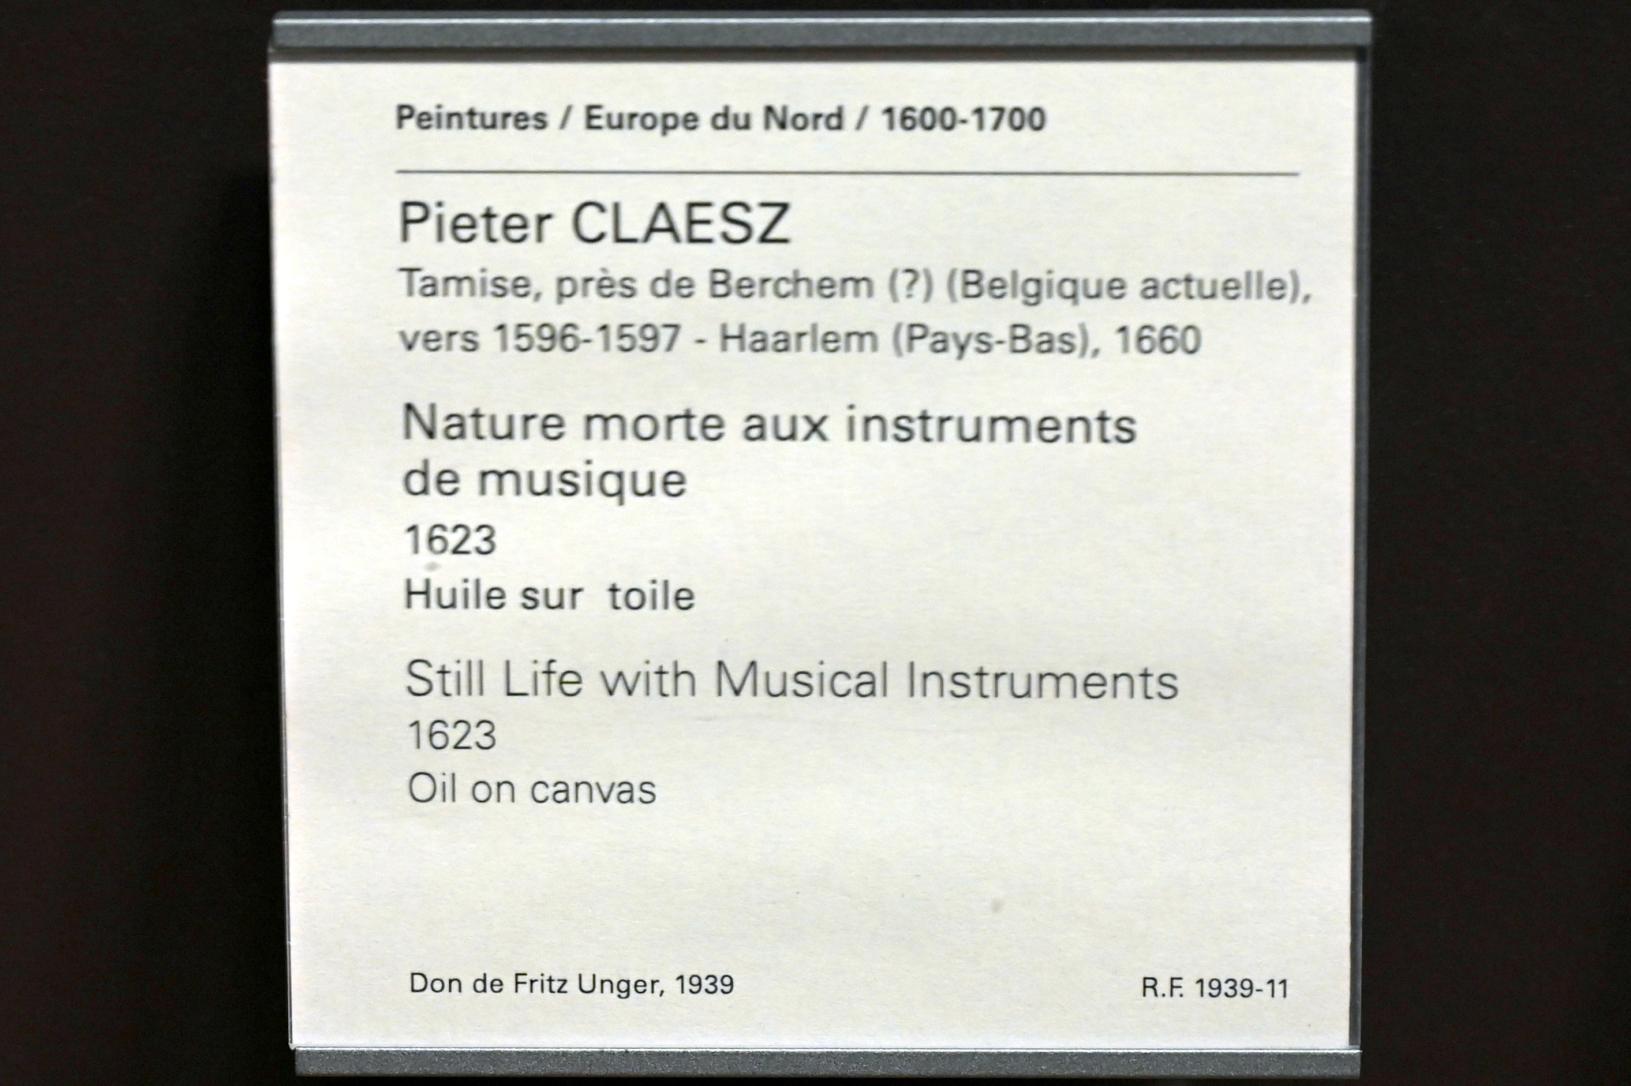 Peintures / Europe du Nord / 1600-1700
Pieter CLAESZ
Tamise, près de Berchem (?) (Belgique actuelle),
vers 1596-1597 - Haarlem (Pays-Bas), 1660
Nature morte aux instruments
de musique
1623
Huile sur  toile
Still Life with Musical Instruments
1623
Oil on canvas
Don de Fritz Unger, 1939
R.F. 1939-11